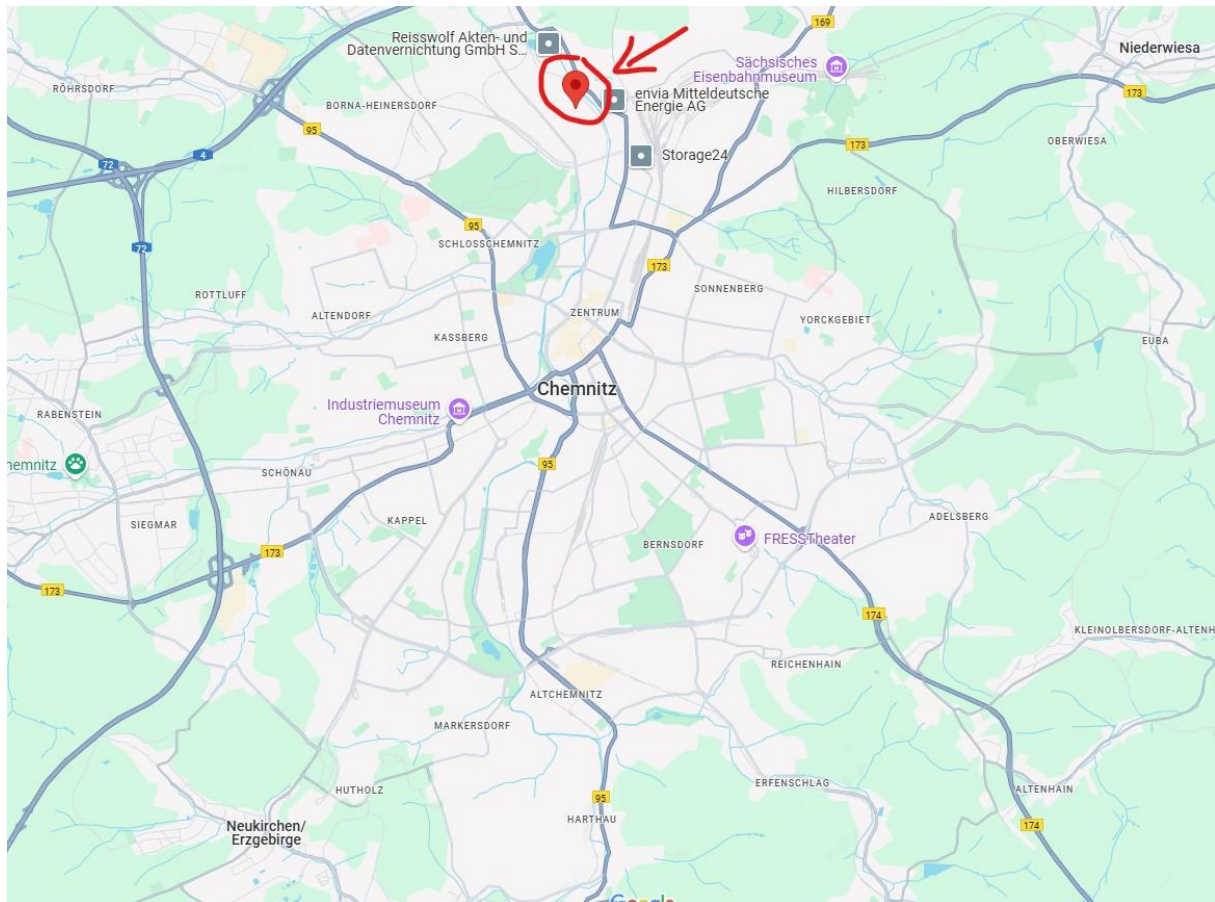 Reisswolf Akten- und
Datenvernichtung GmbH S...
169
Niederwiesa
Sächsisches
Eisenbahnmuseum
RÖHRSDORF
BORNA-HEINERSDORF
envia Mitteldeutsche
Energie AG
173
95
173
OBERWIESA
72
4
Storage24
HILBERSDORF
95
SCHLOSSCHEMNITZ
72
173
ROTTLUFF
SONNENBERG
ALTENDORF
ZENTRUM
YORCKGEBIET
KASSBERG
EUBA
Chemnitz
Industriemuseum
Chemnitz
RABENSTEIN
hemnitz
SCHÖNAU
95
SIEGMAR
KAPPEL
ADELSBERG
BERNSDORF
FRESSTheater
173
173
174
KLEINOLBERSDORF-ALTENH
REICHENHAIN
ALTCHEMNITZ
MARKERSDORF
ERFENSCHLAG
HUTHOLZ
ALTENHAIN
95
Neukirchen/
Erzgebirge
HARTHAU
174
Google